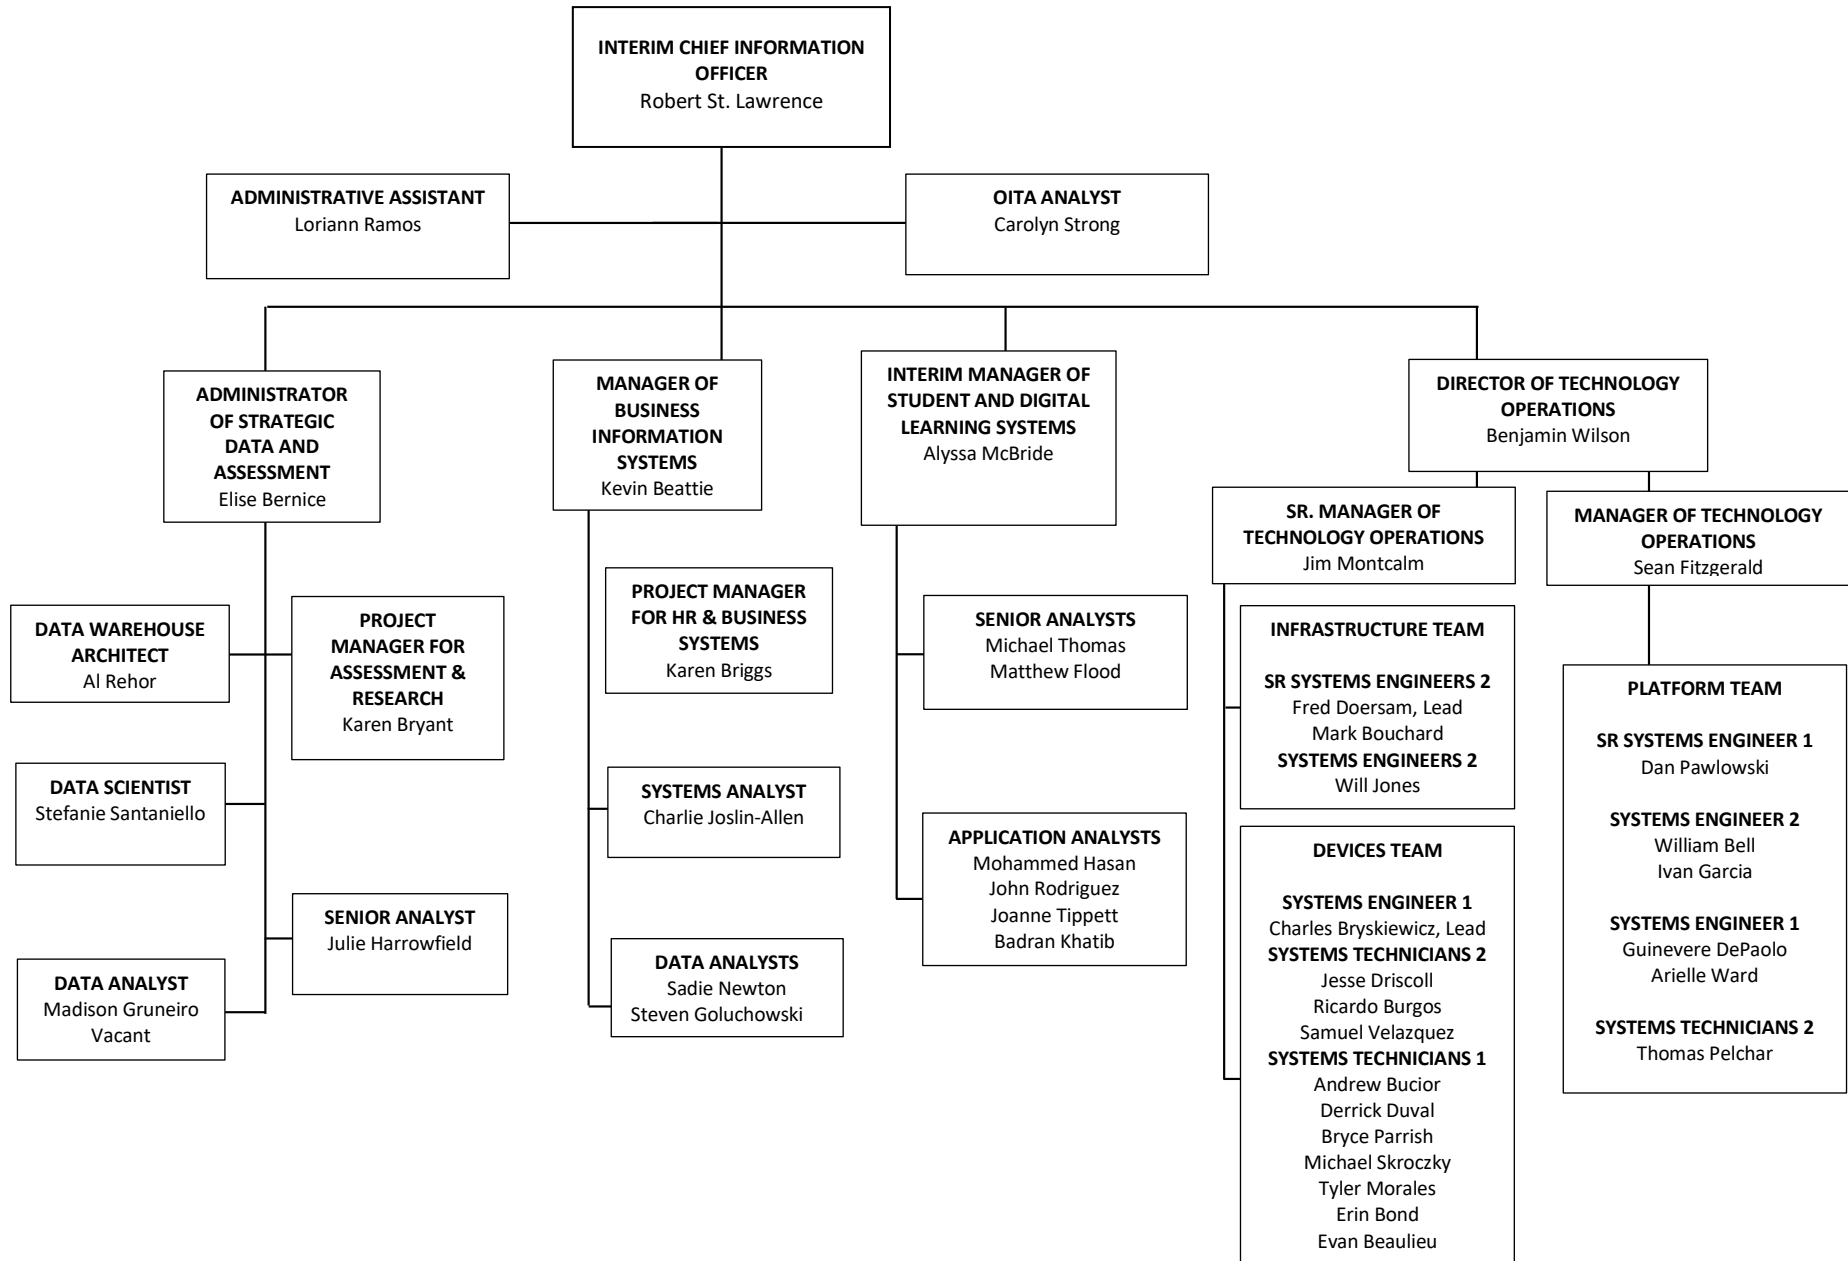 INTERIM CHIEF INFORMATION
OFFICER
Robert St. Lawrence
ADMINISTRATIVE ASSISTANT
Loriann Ramos
OITA ANALYST
Carolyn Strong
ADMINISTRATOR
OF STRATEGIC
DATA AND
ASSESSMENT
Elise Bernice
DATA WAREHOUSE
ARCHITECT
Al Rehor
PROJECT
MANAGER FOR
ASSESSMENT &
RESEARCH
Karen Bryant
DATA SCIENTIST
Stefanie Santaniello
SENIOR ANALYST
Julie Harrowfield
DATA ANALYST
Madison Gruneiro
Vacant
MANAGER OF
BUSINESS
INFORMATION
SYSTEMS
Kevin Beattie
PROJECT MANAGER
FOR HR & BUSINESS
SYSTEMS
Karen Briggs
SYSTEMS ANALYST
Charlie Joslin-Allen
DATA ANALYSTS
Sadie Newton
Steven Goluchowski
INTERIM MANAGER OF
STUDENT AND DIGITAL
LEARNING SYSTEMS
Alyssa McBride
SENIOR ANALYSTS
Michael Thomas
Matthew Flood
APPLICATION ANALYSTS
Mohammed Hasan
John Rodriguez
Joanne Tippett
Badran Khatib
DIRECTOR OF TECHNOLOGY
OPERATIONS
Benjamin Wilson
SR. MANAGER OF
TECHNOLOGY OPERATIONS
Jim Montcalm
INFRASTRUCTURE TEAM
SR SYSTEMS ENGINEERS 2
Fred Doersam, Lead
Mark Bouchard
SYSTEMS ENGINEERS 2
Will Jones
DEVICES TEAM
SYSTEMS ENGINEER 1
Charles Bryskiewicz, Lead
SYSTEMS TECHNICIANS 2
Jesse Driscoll
Ricardo Burgos
Samuel Velazquez
SYSTEMS TECHNICIANS 1
Andrew Bucior
Derrick Duval
Bryce Parrish
Michael Skroczky
Tyler Morales
Erin Bond
Evan Beaulieu
MANAGER OF TECHNOLOGY
OPERATIONS
Sean Fitzgerald
PLATFORM TEAM
SR SYSTEMS ENGINEER 1
Dan Pawlowski
SYSTEMS ENGINEER 2
William Bell
Ivan Garcia
SYSTEMS ENGINEER 1
Guinevere DePaolo
Arielle Ward
SYSTEMS TECHNICIANS 2
Thomas Pelchar